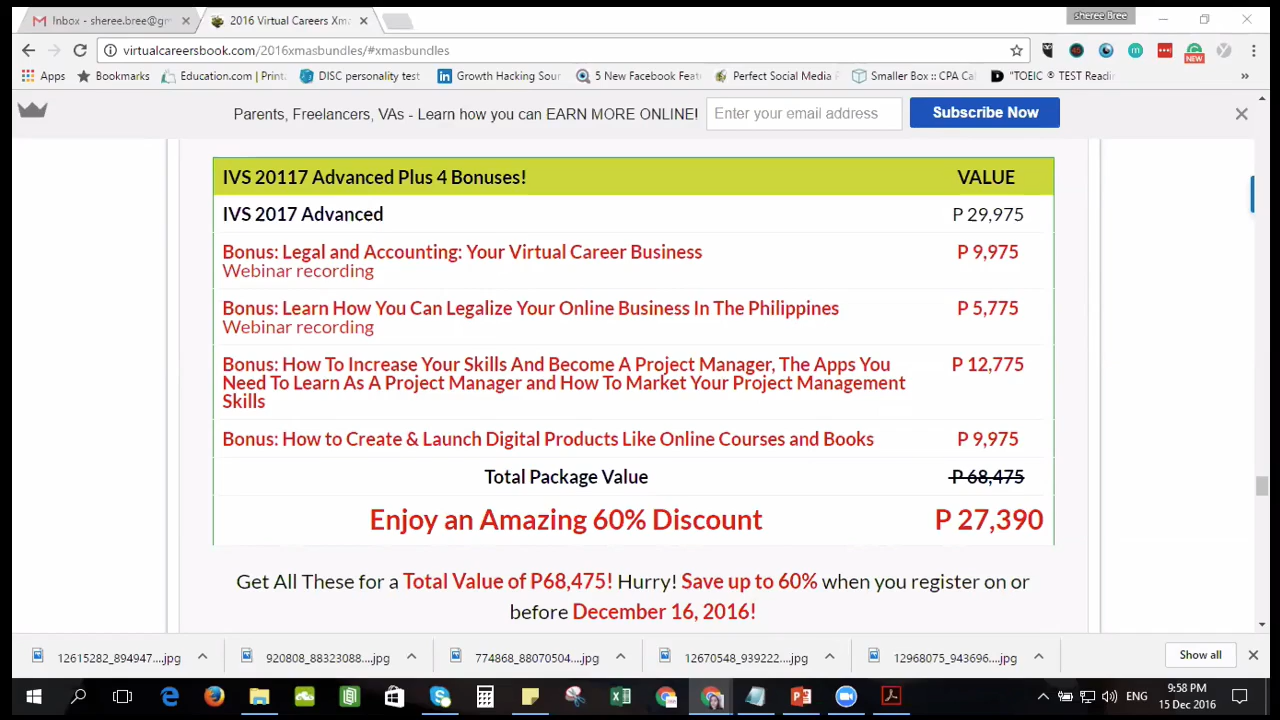 Inbox - sheree.bree@gm
2016 Virtual Careers Xma
sheree Bree
virtualcareersbook.com/2016xmasbundles/#xmasbundles
45
m
NEW
Apps
Bookmarks
Education.com | Print.
DISC personality test
Growth Hacking Sour
5 New Facebook Feat
Perfect Social Media
Smaller Box :: CPA Cal
"TOEIC ® TEST Readin
»
Parents, Freelancers, VAs - Learn how you can EARN MORE ONLINE!
Enter your email address
Subscribe Now
IVS 20117 Advanced Plus 4 Bonuses! VALUE
IVS 2017 Advanced P 29,975
Bonus: Legal and Accounting: Your Virtual Career Business P 9,975
Webinar recording
Bonus: Learn How You Can Legalize Your Online Business In The Philippines P 5,775
Webinar recording
Bonus: How To Increase Your Skills And Become A Project Manager, The Apps You P 12,775
Need To Learn As A Project Manager and How To Market Your Project Management
Skills
Bonus: How to Create & Launch Digital Products Like Online Courses and Books P 9,975
Total Package Value P 68,475
Enjoy an Amazing 60% Discount P 27,390
Get All These for a Total Value of P68,475! Hurry! Save up to 60% when you register on or
before December 16, 2016!
12615282_894947....jpg
920808_88323088....jpg
774868_88070504....jpg
12670548_939222....jpg
12968075_943696....jpg
Show all
ENG
9:58 PM
15 Dec 2016